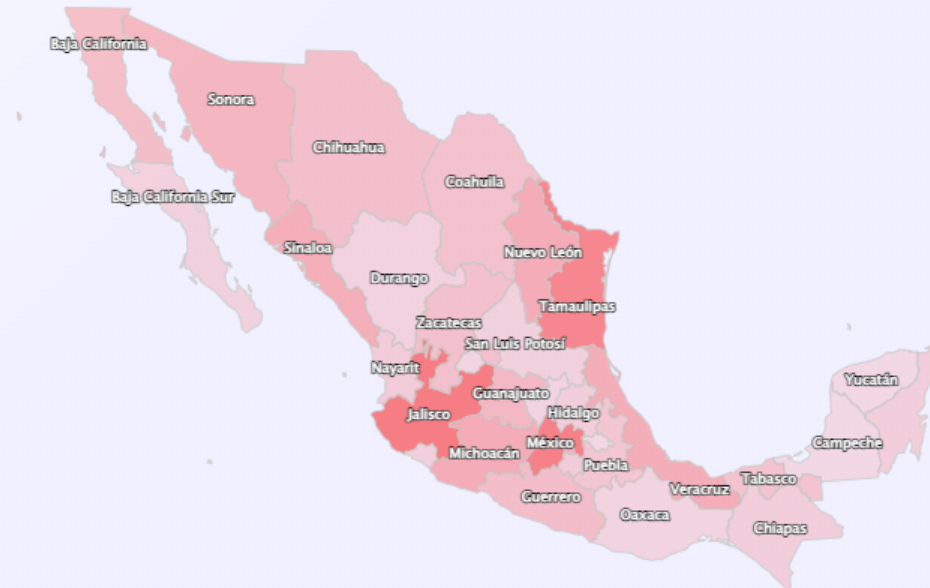 Baja California
Sonora
Chihuahua
Coahuila
Baja California Sur
Sinaloa
Nuevo León
Durango
Tamaulipas
Zacatecas
San Luis Potosí
Nayarit
Yucatán
Guanajuato
Jalisco
Hidalgo
México
Campeche
Michoacán
Puebla
Tabasco
Veracruz
Guerrero
Oaxaca
Chiapas